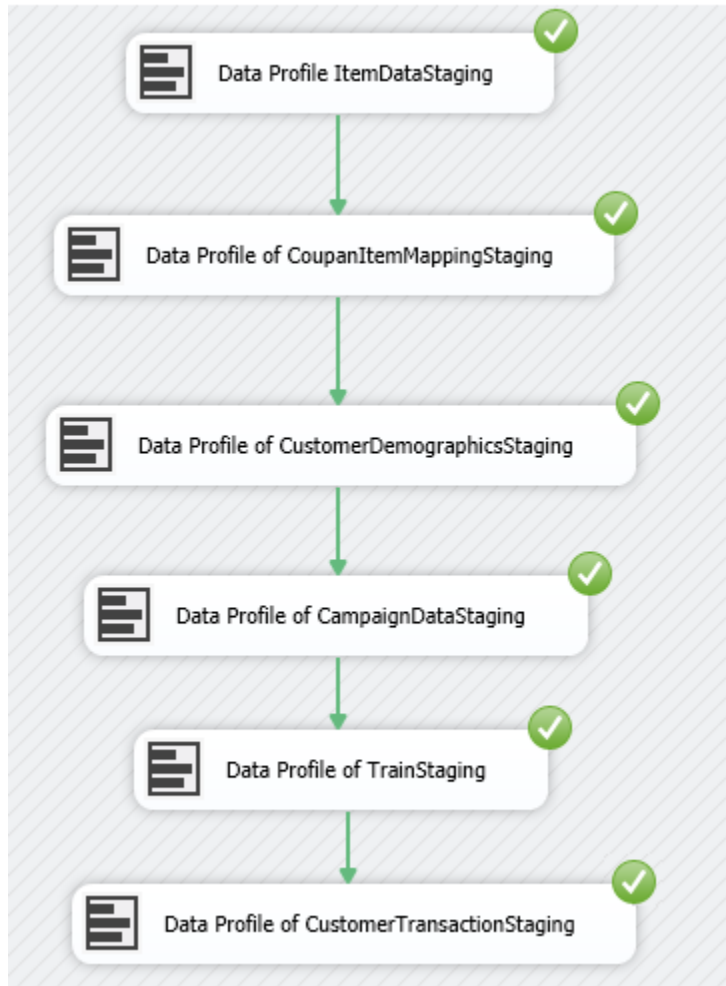 Data Profile ItemDataStaging
Data Profile of CoupanItemMappingStaging
Data Profile of CustomerDemographicsStaging
Data Profile of CampaignDataStaging
Data Profile of TrainStaging
Data Profile of CustomerTransactionStaging